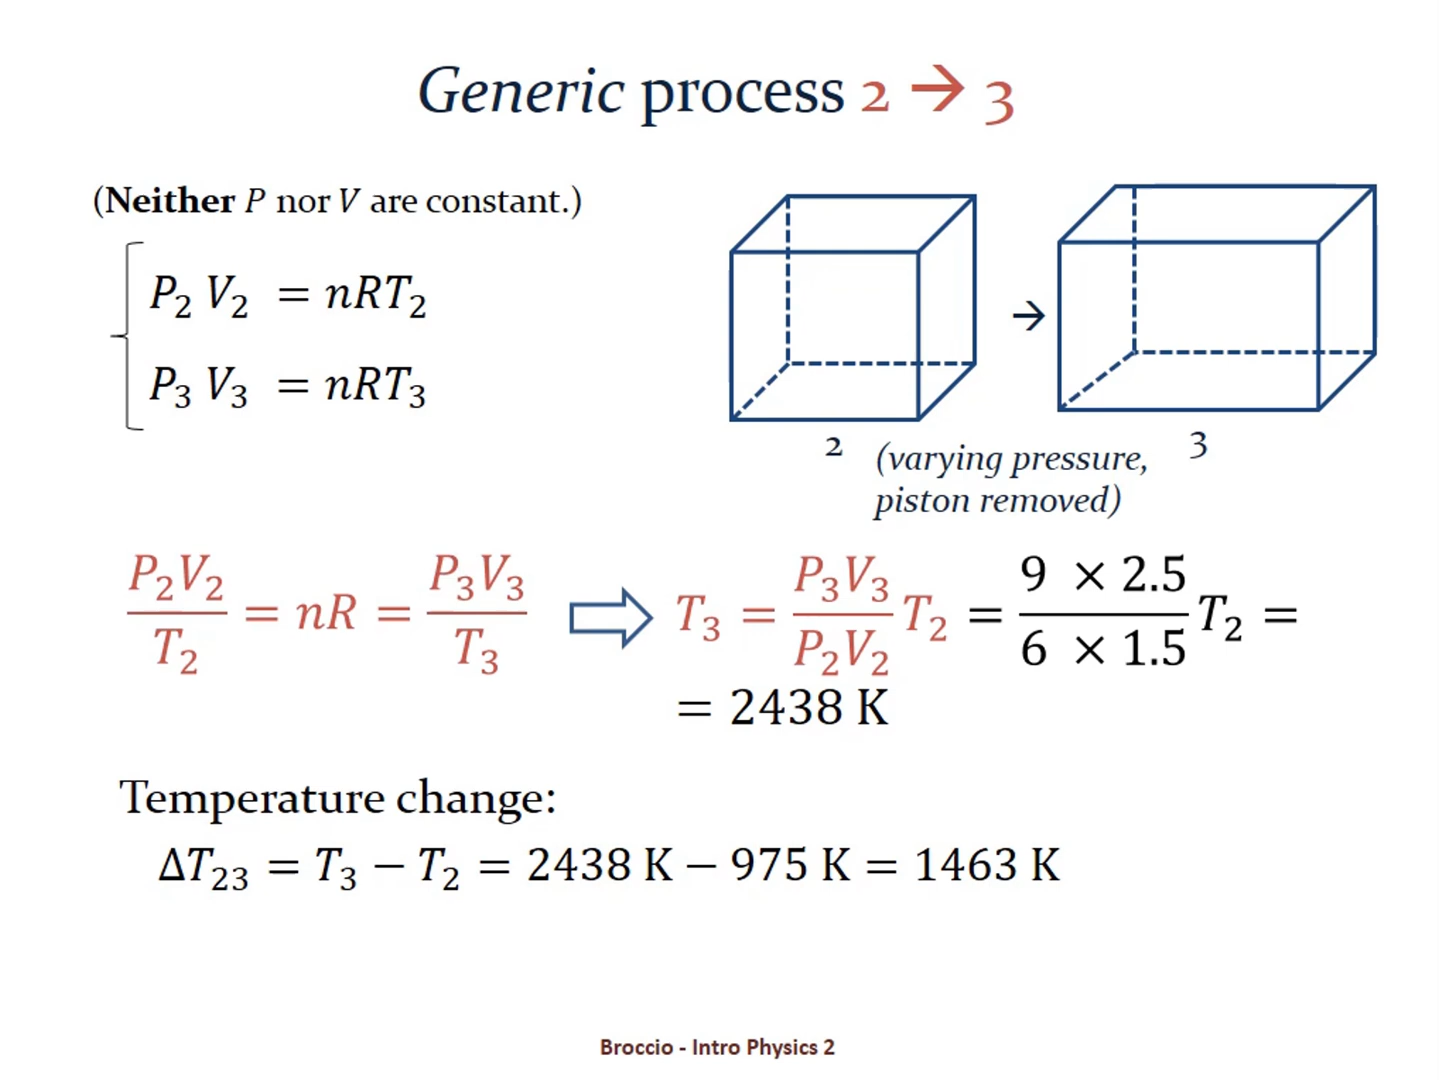 Generic process 2 → 3
(Neither P nor V are constant.)
P₂ V₂ = nRT₂
P₃ V₃ = nRT₃
→
2 3
(varying pressure,
piston removed)
P₂V₂/T₂ = nR = P₃V₃/T₃ ⇨ T₃ = P₃V₃/P₂V₂ T₂ = 9 × 2.5/6 × 1.5 T₂ =
= 2438 K
Temperature change:
ΔT₂₃ = T₃ − T₂ = 2438 K − 975 K = 1463 K
Broccio - Intro Physics 2